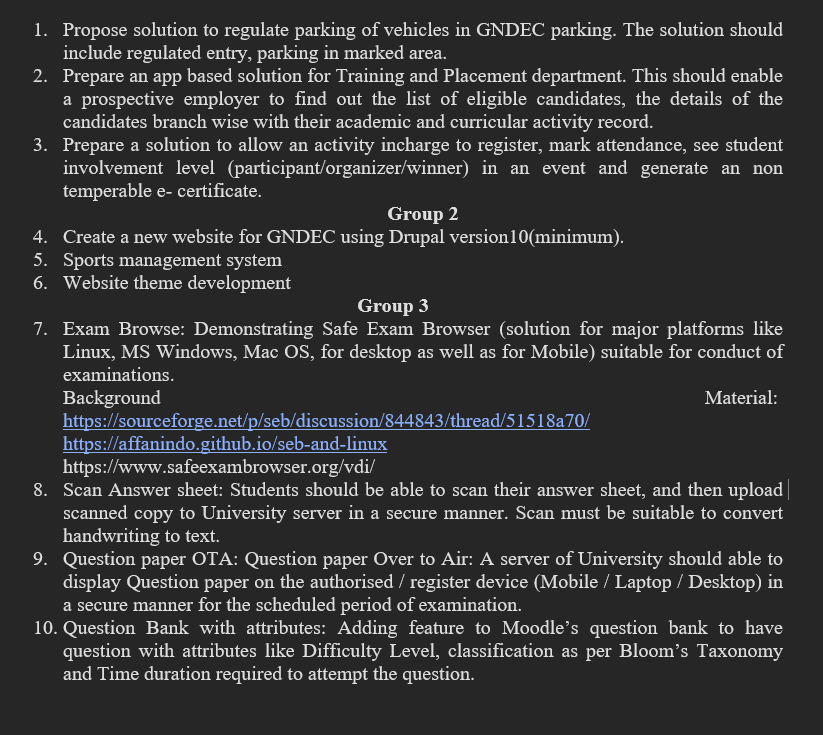 1. Propose solution to regulate parking of vehicles in GNDEC parking. The solution should
include regulated entry, parking in marked area.
2. Prepare an app based solution for Training and Placement department. This should enable
a prospective employer to find out the list of eligible candidates, the details of the
candidates branch wise with their academic and curricular activity record.
3. Prepare a solution to allow an activity incharge to register, mark attendance, see student
involvement level (participant/organizer/winner) in an event and generate an non
temperable e- certificate.
Group 2
4. Create a new website for GNDEC using Drupal version10(minimum).
5. Sports management system
6. Website theme development
Group 3
7. Exam Browse: Demonstrating Safe Exam Browser (solution for major platforms like
Linux, MS Windows, Mac OS, for desktop as well as for Mobile) suitable for conduct of
examinations.
Background Material:
https://sourceforge.net/p/seb/discussion/844843/thread/51518a70/
https://affanindo.github.io/seb-and-linux
https://www.safeexambrowser.org/vdi/
8. Scan Answer sheet: Students should be able to scan their answer sheet, and then upload
scanned copy to University server in a secure manner. Scan must be suitable to convert
handwriting to text.
9. Question paper OTA: Question paper Over to Air: A server of University should able to
display Question paper on the authorised / register device (Mobile / Laptop / Desktop) in
a secure manner for the scheduled period of examination.
10. Question Bank with attributes: Adding feature to Moodle’s question bank to have
question with attributes like Difficulty Level, classification as per Bloom’s Taxonomy
and Time duration required to attempt the question.